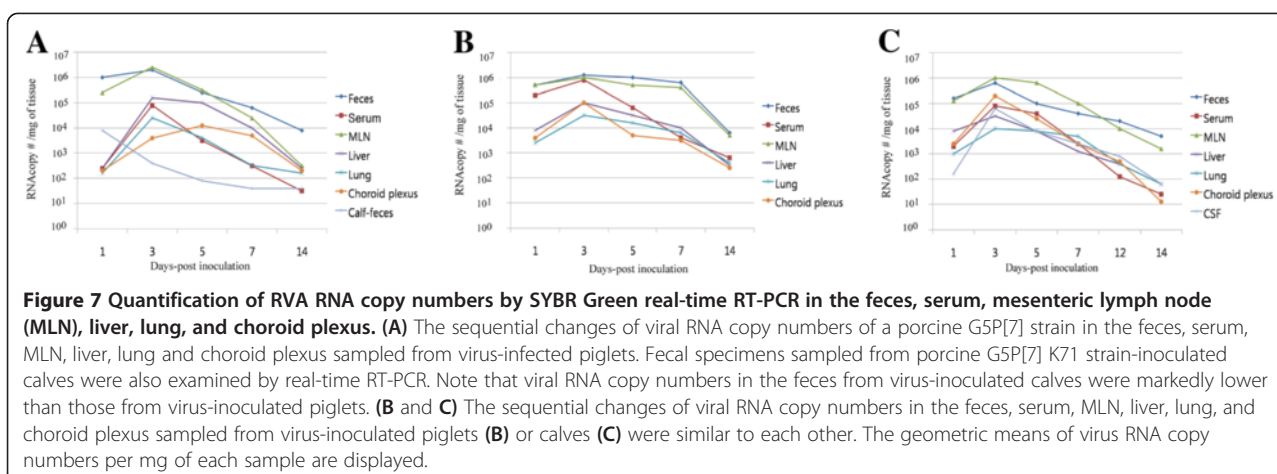 A
B
C
10⁷
10⁶
10⁵
10⁴
10³
10²
10¹
10⁰
RNAcopy # /mg of tissue
1 3 5 7 14
Days-post inoculation
Feces
Serum
MLN
Liver
Lung
Choroid plexus
Calf-feces
10⁷
10⁶
10⁵
10⁴
10³
10²
10¹
10⁰
RNAcopy # /mg of tissue
1 3 5 7 14
Days-post inoculation
Feces
Serum
MLN
Liver
Lung
Choroid plexus
10⁷
10⁶
10⁵
10⁴
10³
10²
10¹
10⁰
RNAcopy # /mg of tissue
1 3 5 7 12 14
Days-post inoculation
Feces
Serum
MLN
Liver
Lung
Choroid plexus
CSF
Figure 7 Quantification of RVA RNA copy numbers by SYBR Green real-time RT-PCR in the feces, serum, mesenteric lymph node
(MLN), liver, lung, and choroid plexus. (A) The sequential changes of viral RNA copy numbers of a porcine G5P[7] strain in the feces, serum,
MLN, liver, lung and choroid plexus sampled from virus-infected piglets. Fecal specimens sampled from porcine G5P[7] K71 strain-inoculated
calves were also examined by real-time RT-PCR. Note that viral RNA copy numbers in the feces from virus-inoculated calves were markedly lower
than those from virus-inoculated piglets. (B and C) The sequential changes of viral RNA copy numbers in the feces, serum, MLN, liver, lung, and
choroid plexus sampled from virus-inoculated piglets (B) or calves (C) were similar to each other. The geometric means of virus RNA copy
numbers per mg of each sample are displayed.